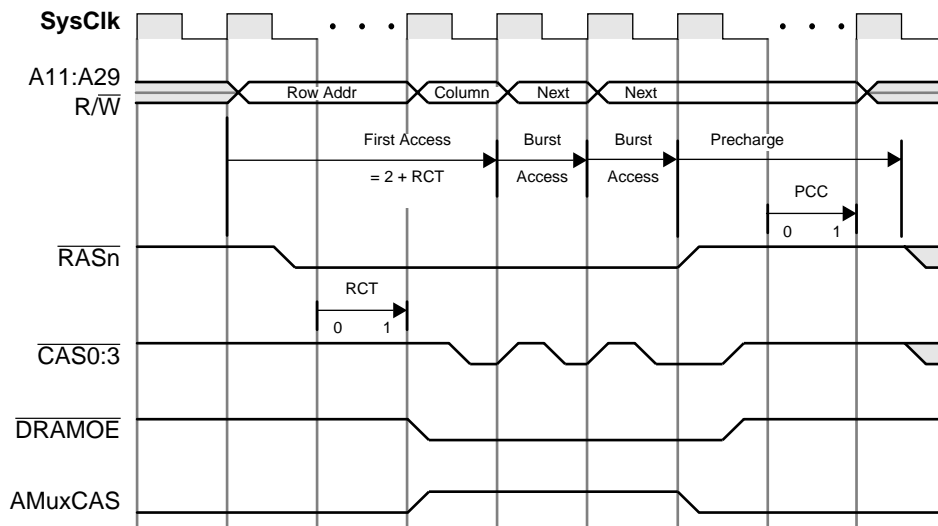 SysClk
A11:A29
R/W
Row Addr Column Next Next
First Access Burst Burst Precharge
= 2 + RCT Access Access
PCC
0 1
RASn
RCT
0 1
CAS0:3
DRAMOE
AMuxCAS